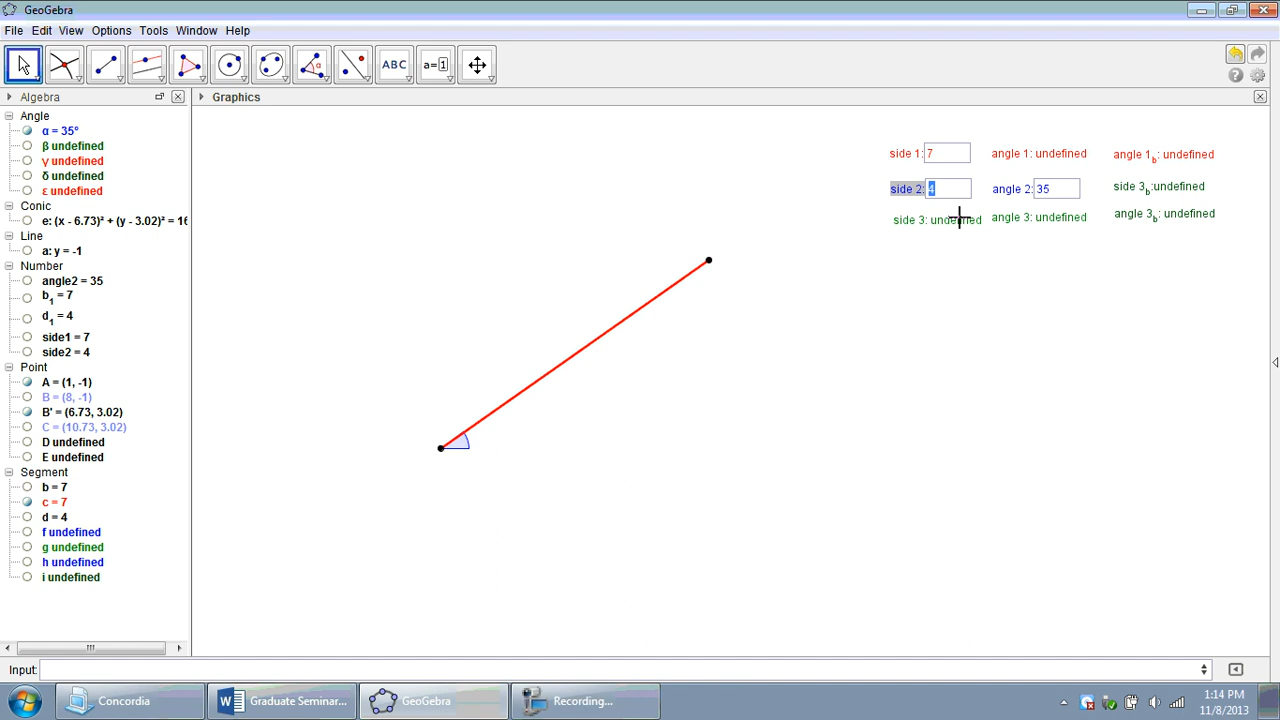 GeoGebra
File Edit View Options Tools Window Help
ABC a=1
Algebra
Graphics
Angle
α = 35°
β undefined
γ undefined
δ undefined
ε undefined
Conic
e: (x - 6.73)² + (y - 3.02)² = 16
Line
a: y = -1
Number
angle2 = 35
b1 = 7
d1 = 4
side1 = 7
side2 = 4
Point
A = (1, -1)
B = (8, -1)
B' = (6.73, 3.02)
C = (10.73, 3.02)
D undefined
E undefined
Segment
b = 7
c = 7
d = 4
f undefined
g undefined
h undefined
i undefined
side 1: 7 angle 1: undefined angle 1b: undefined
side 2: 4 angle 2: 35 side 3b:undefined
side 3: undefined angle 3: undefined angle 3b: undefined
Input:
Concordia
Graduate Seminar...
GeoGebra
Recording...
1:14 PM
11/8/2013